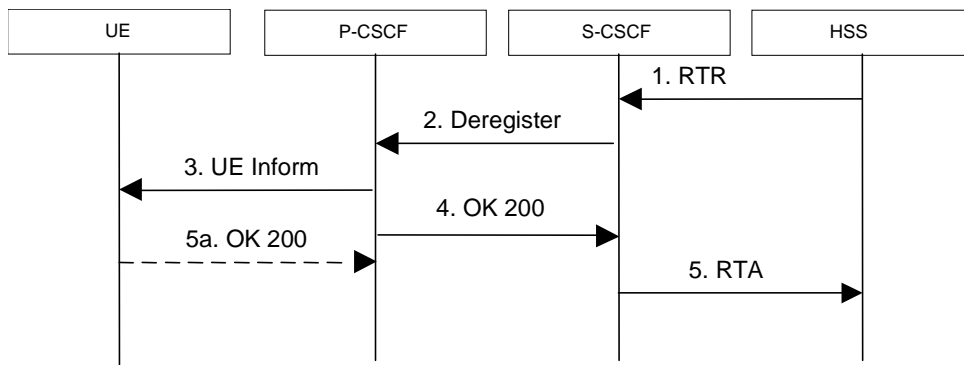 UE
P-CSCF
S-CSCF
HSS
1. RTR
2. Deregister
3. UE Inform
4. OK 200
5a. OK 200
5. RTA